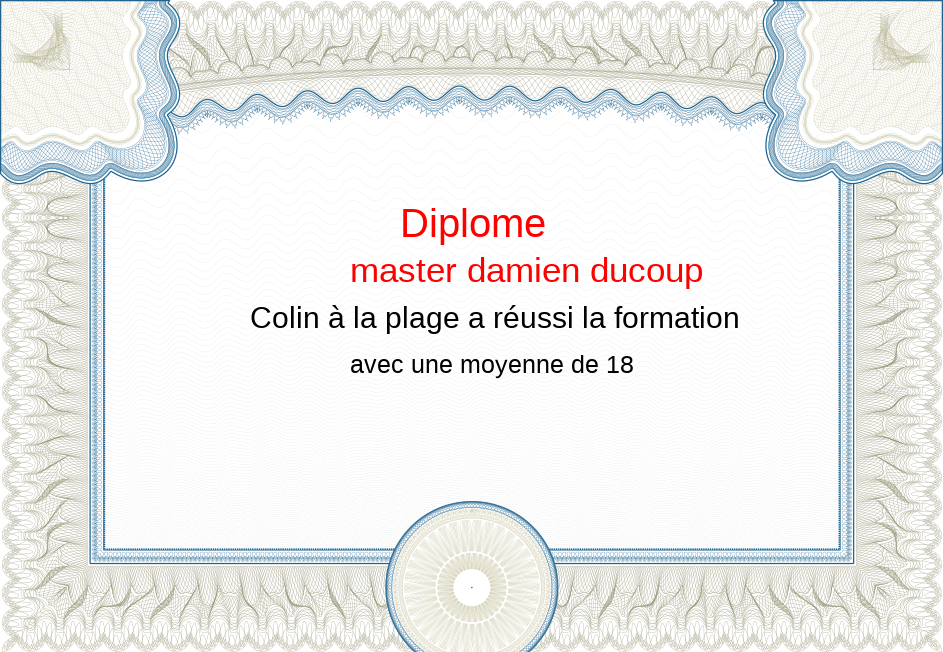 Diplome
master damien ducoup
Colin à la plage a réussi la formation
avec une moyenne de 18